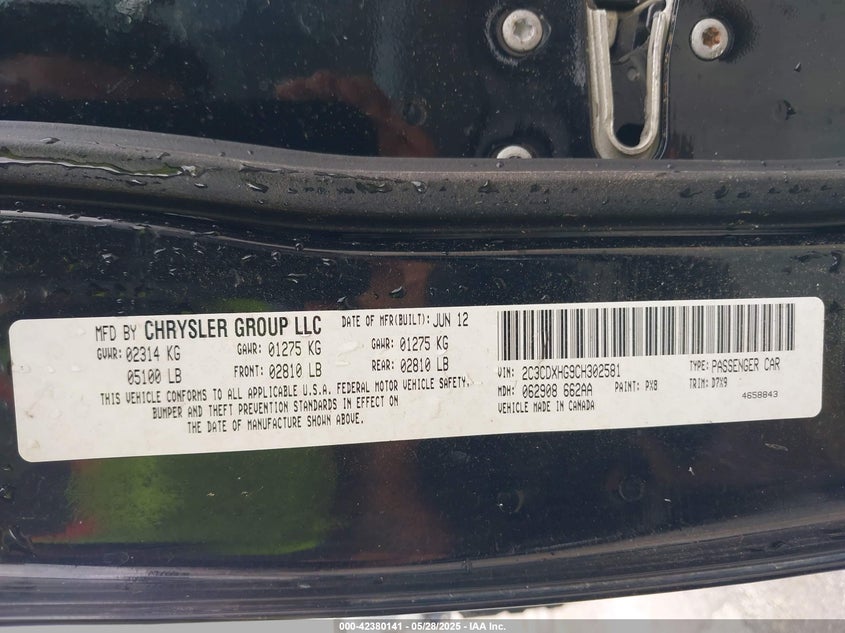 MFD BY CHRYSLER GROUP LLC DATE OF MFR(BUILT): JUN 12
GVWR: 02314 KG GAWR: 01275 KG GAWR: 01275 KG
05100 LB FRONT: 02810 LB REAR: 02810 LB
THIS VEHICLE CONFORMS TO ALL APPLICABLE U.S.A. FEDERAL MOTOR VEHICLE SAFETY,
BUMPER AND THEFT PREVENTION STANDARDS IN EFFECT ON
THE DATE OF MANUFACTURE SHOWN ABOVE.
VIN: 2C3CDXHG9CH302581 TYPE: PASSENGER CAR
MDH: 062908 662AA PAINT: PX8 TRIM: D7X9
VEHICLE MADE IN CANADA 4658843
000-42380141 - 05/28/2025 - IAA Inc.